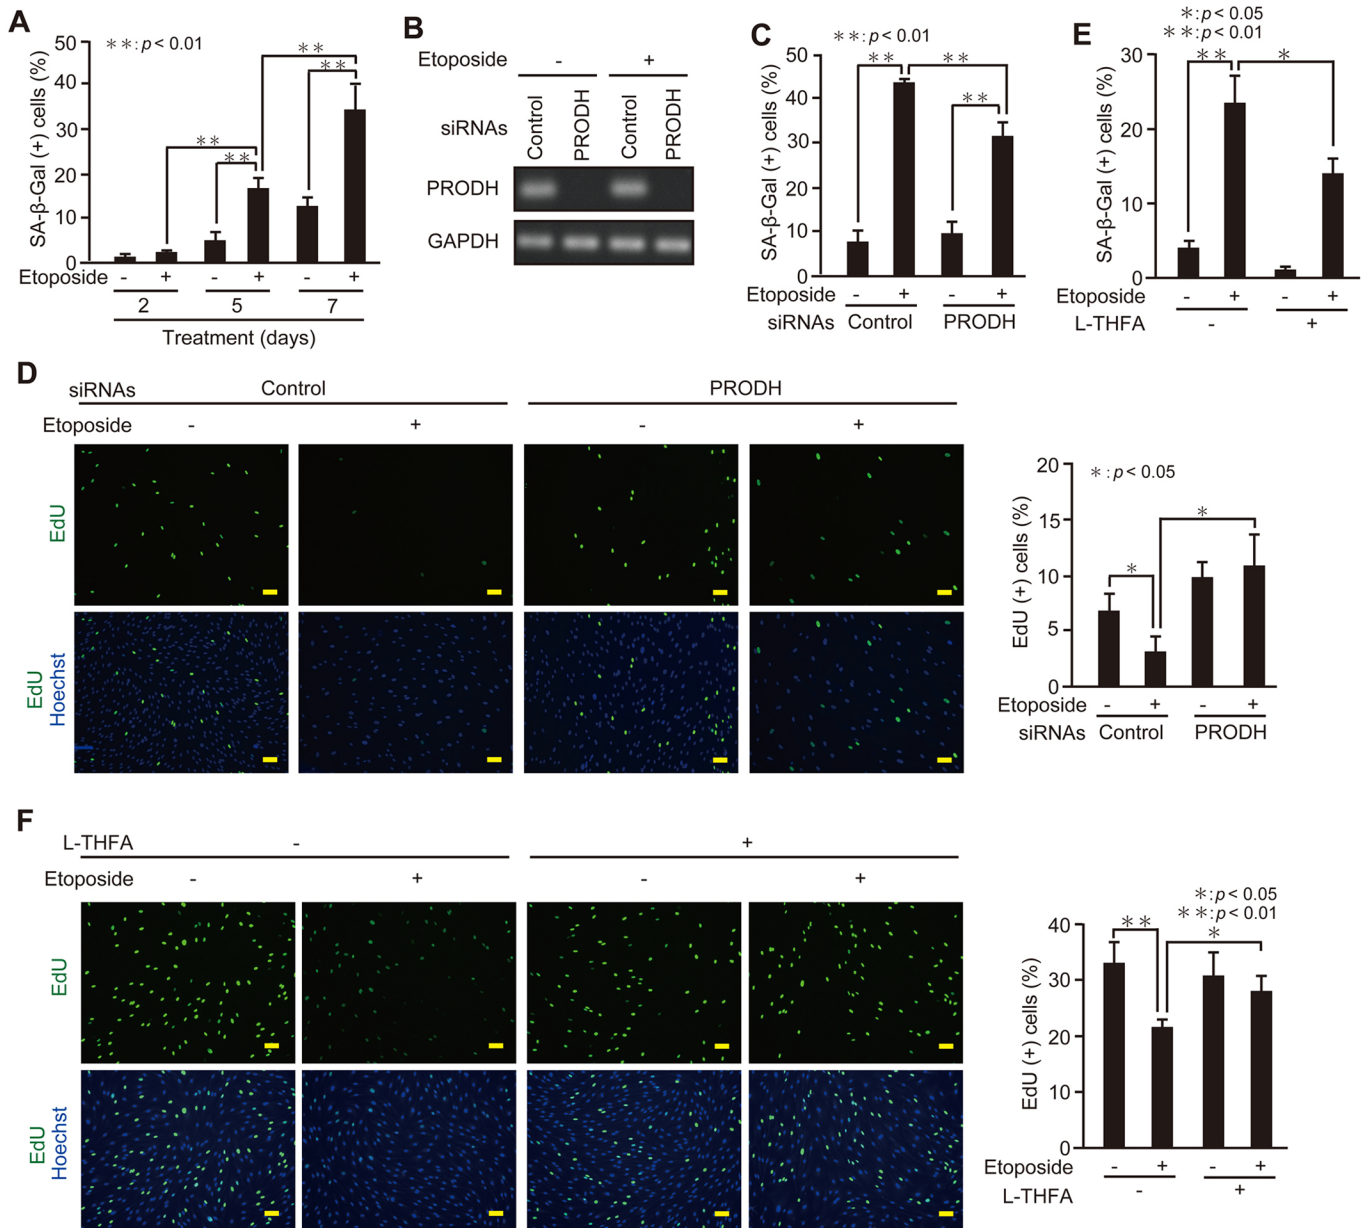 A
**: p < 0.01
SA-β-Gal (+) cells (%)
50
40
30
20
10
0
**
**
**
**
Etoposide - + - + - +
2 5 7
Treatment (days)
B
Etoposide - +
siRNAs Control PRODH Control PRODH
PRODH
GAPDH
C
**: p < 0.01
SA-β-Gal (+) cells (%)
50
40
30
20
10
0
** **
**
Etoposide - + - +
siRNAs Control PRODH
E
*: p < 0.05
**: p < 0.01
SA-β-Gal (+) cells (%)
30
20
10
0
** *
Etoposide - + - +
L-THFA - +
D
siRNAs Control PRODH
Etoposide - + - +
EdU
EdU
Hoechst
*: p < 0.05
EdU (+) cells (%)
20
15
10
5
0
*
*
Etoposide - + - +
siRNAs Control PRODH
F
L-THFA - +
Etoposide - + - +
EdU
EdU
Hoechst
*: p < 0.05
**: p < 0.01
EdU (+) cells (%)
40
30
20
10
0
**
*
Etoposide - + - +
L-THFA - +